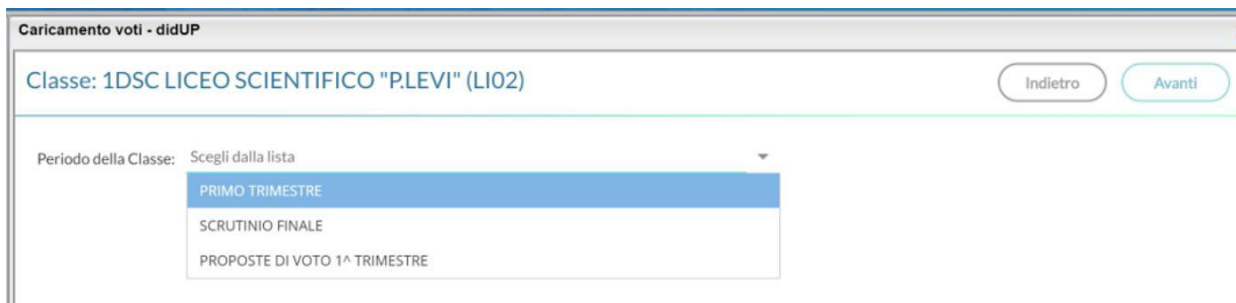 Caricamento voti - didUP
Classe: 1DSC LICEO SCIENTIFICO "P.LEVI" (LI02)
Indietro
Avanti
Periodo della Classe: Scegli dalla lista
PRIMO TRIMESTRE
SCRUTINIO FINALE
PROPOSTE DI VOTO 1^ TRIMESTRE